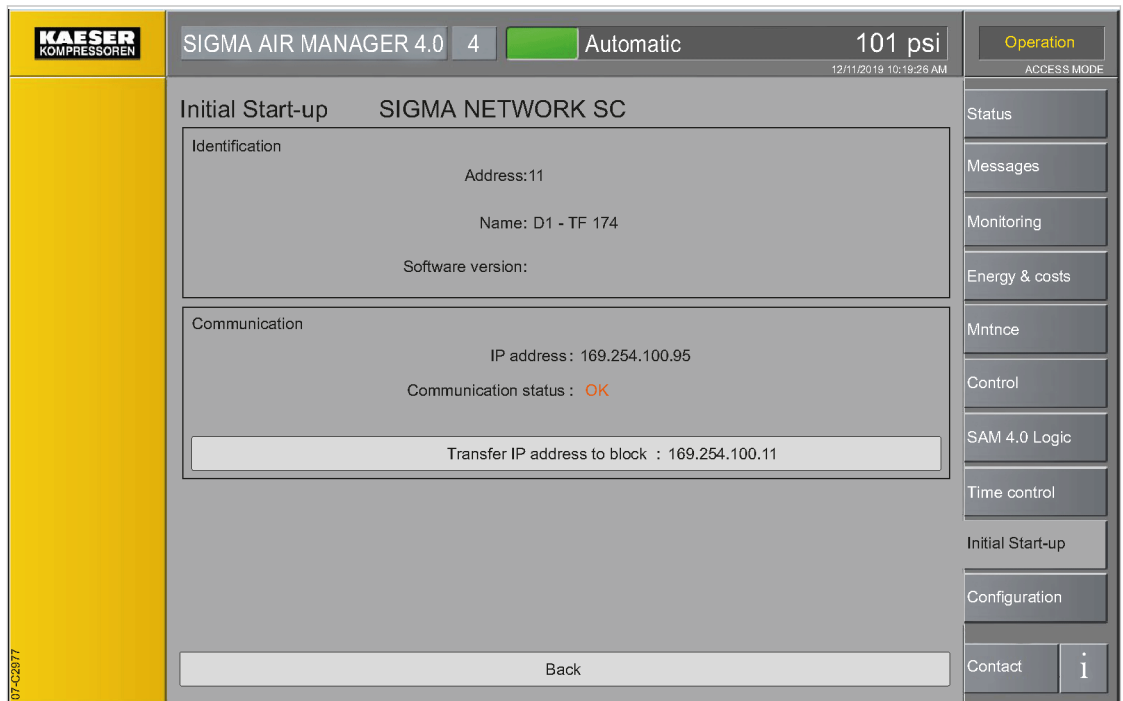 KAESER
KOMPRESSOREN
SIGMA AIR MANAGER 4.0 4 Automatic 101 psi
12/11/2019 10:19:26 AM
Operation
ACCESS MODE
Initial Start-up SIGMA NETWORK SC
Identification
Address:11
Name: D1 - TF 174
Software version:
Communication
IP address: 169.254.100.95
Communication status : OK
Transfer IP address to block : 169.254.100.11
Back
Status
Messages
Monitoring
Energy & costs
Mntnce
Control
SAM 4.0 Logic
Time control
Initial Start-up
Configuration
Contact i
07-C2977